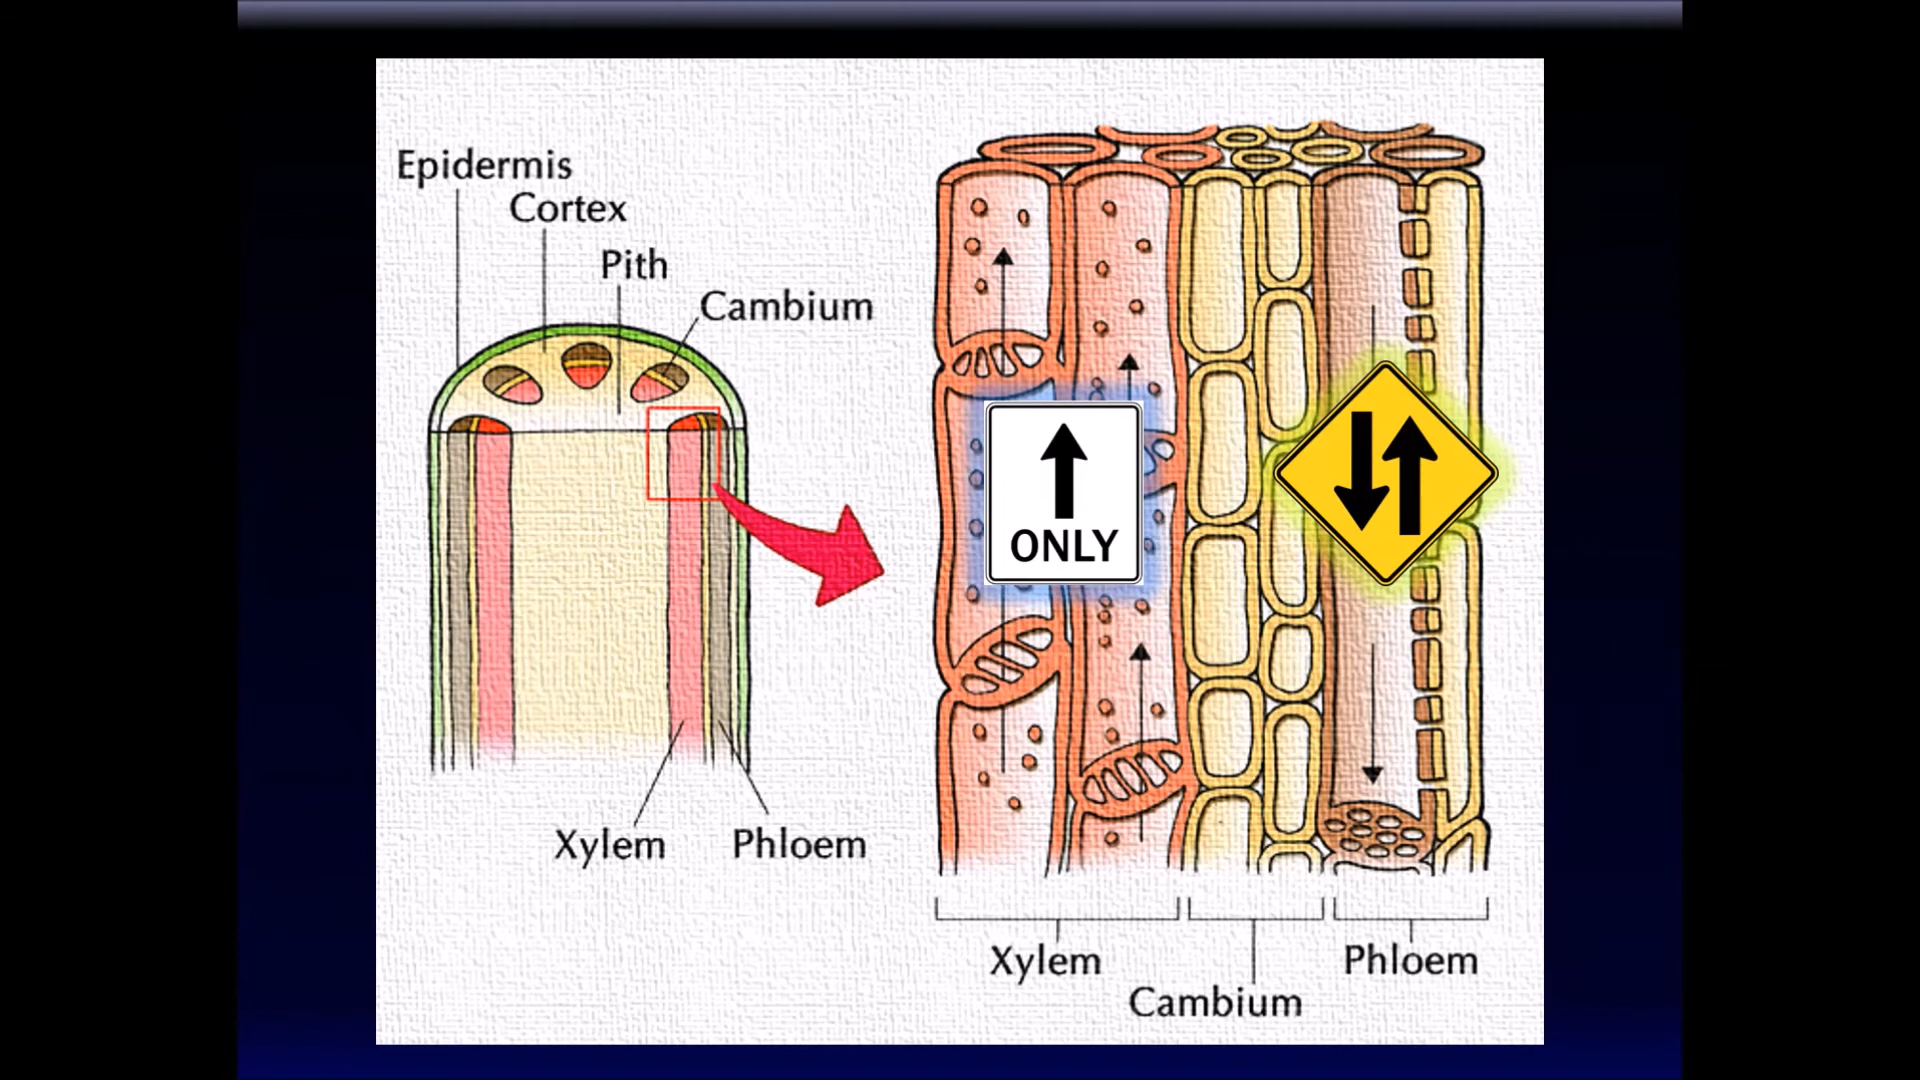 Epidermis
Cortex
Pith
Cambium
Xylem
Phloem
ONLY
Xylem
Cambium
Phloem